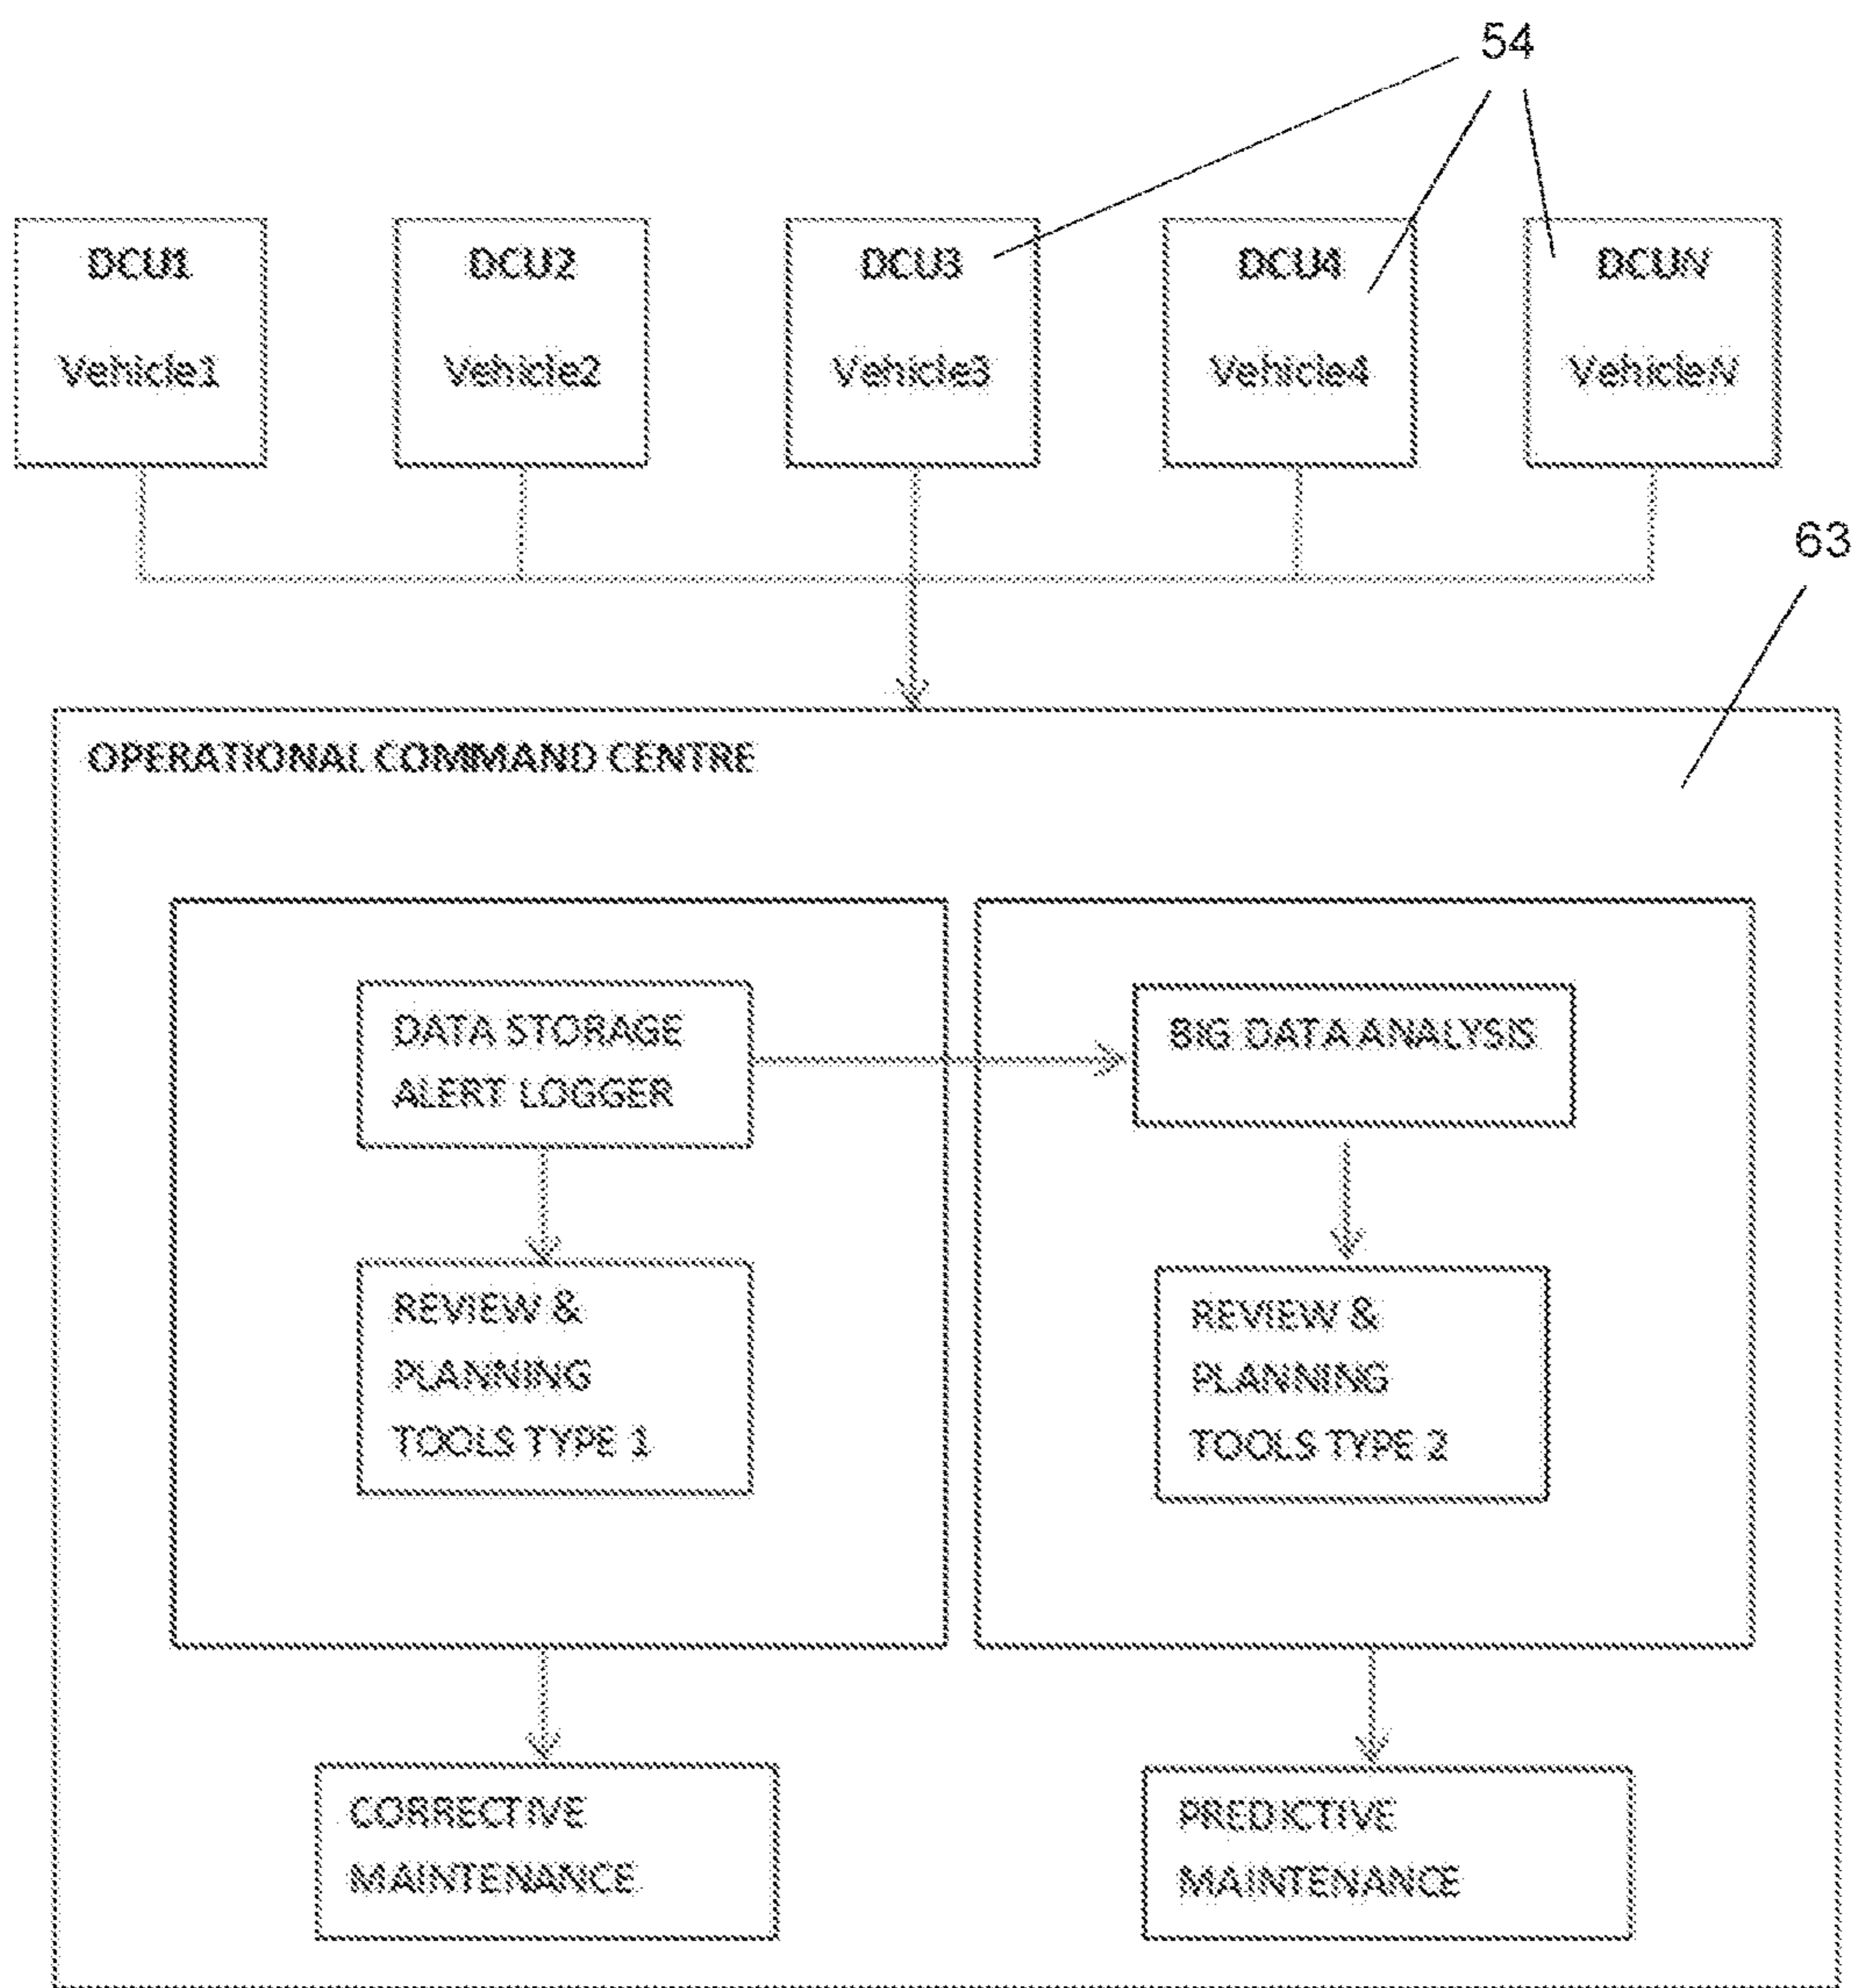 54
DCU1
Vehicle1
DCU2
Vehicle2
DCU3
Vehicle3
DCU4
Vehicle4
DCUN
VehicleN
63
OPERATIONAL COMMAND CENTRE
DATA STORAGE
ALERT LOGGER
BIG DATA ANALYSIS
REVIEW &
PLANNING
TOOLS TYPE 1
REVIEW &
PLANNING
TOOLS TYPE 2
CORRECTIVE
MAINTENANCE
PREDICTIVE
MAINTENANCE